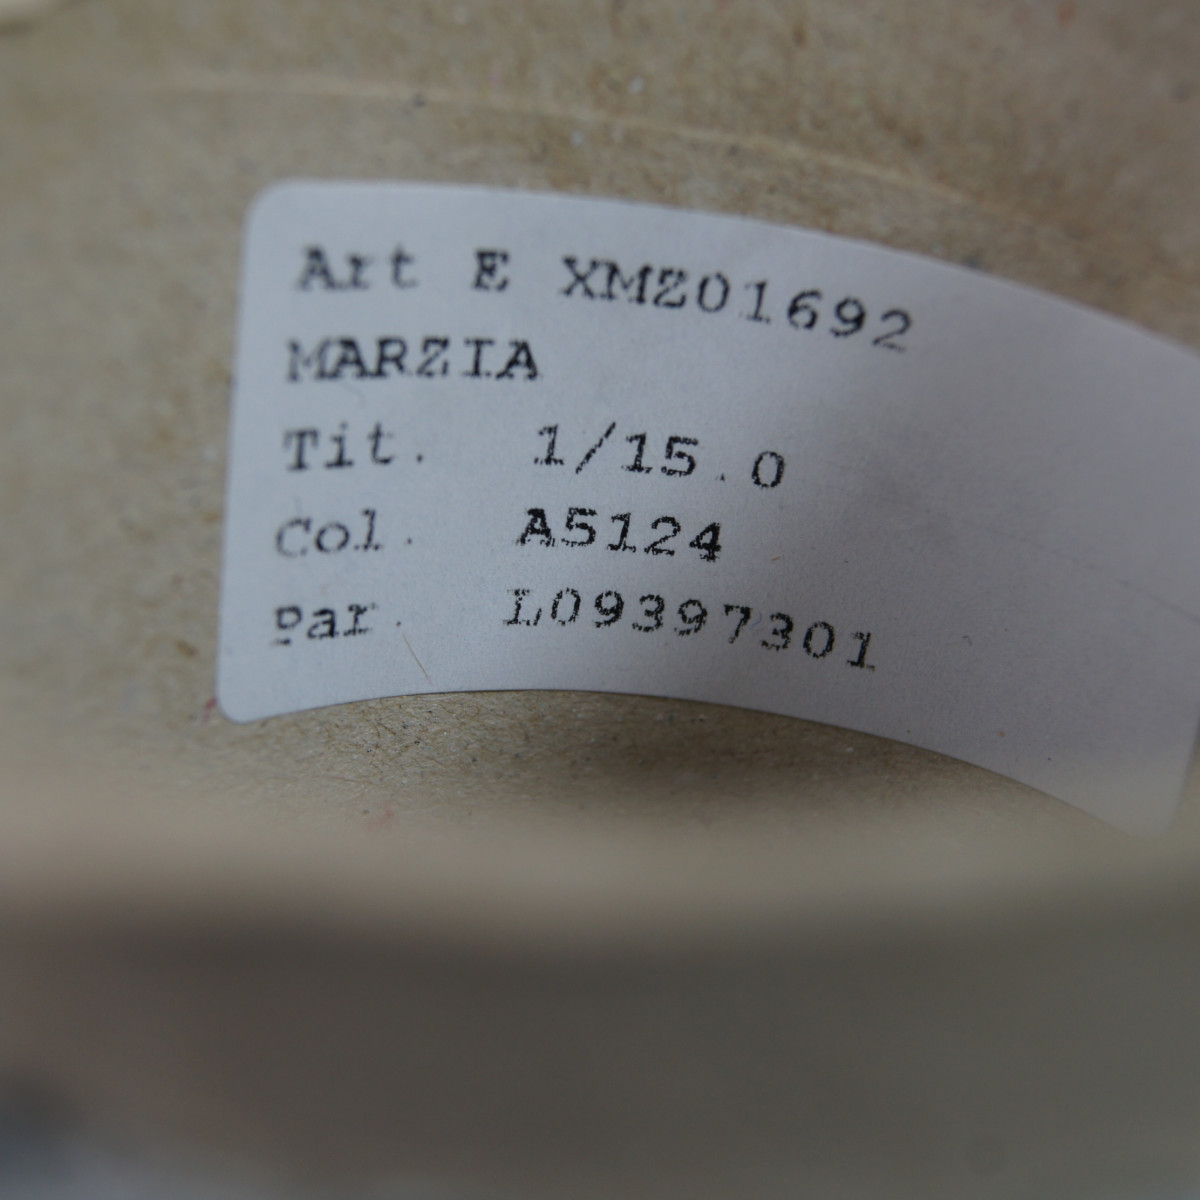 Art E XMZ01692
MARZIA
Tit. 1/15.0
Col. A5124
par. L09397301